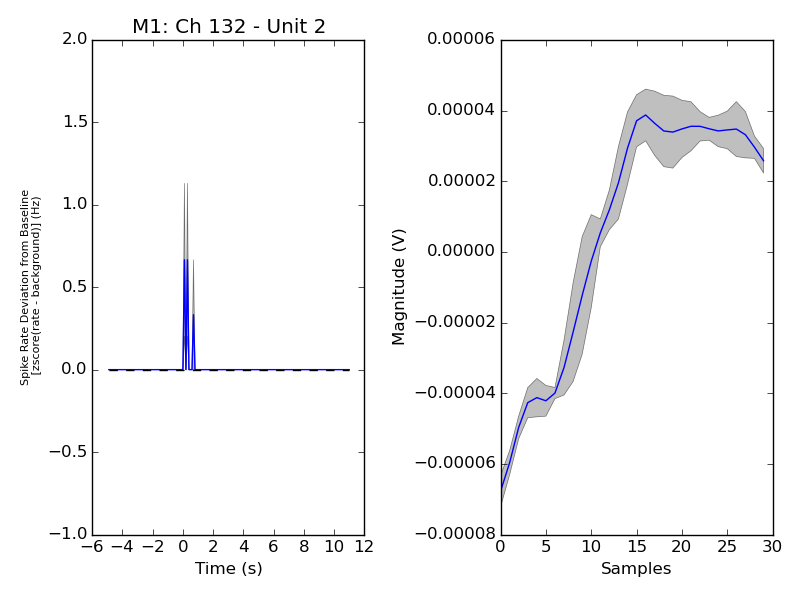 M1: Ch 132 - Unit 2
Spike Rate Deviation from Baseline
[zscore(rate - background)] (Hz)
2.0
1.5
1.0
0.5
0.0
−0.5
−1.0
−6 −4 −2 0 2 4 6 8 10 12
Time (s)
Magnitude (V)
0.00006
0.00004
0.00002
0.00000
−0.00002
−0.00004
−0.00006
−0.00008
0 5 10 15 20 25 30
Samples